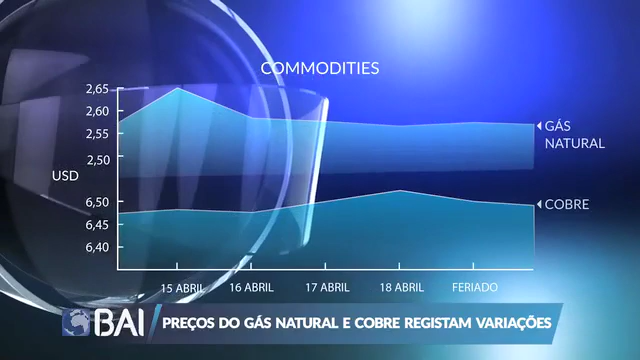 COMMODITIES
2,65
2,60
2,55
2,50
USD
6,50
6,45
6,40
GÁS
NATURAL
COBRE
15 ABRIL
16 ABRIL
17 ABRIL
18 ABRIL
FERIADO
BAI
PREÇOS DO GÁS NATURAL E COBRE REGISTAM VARIAÇÕES